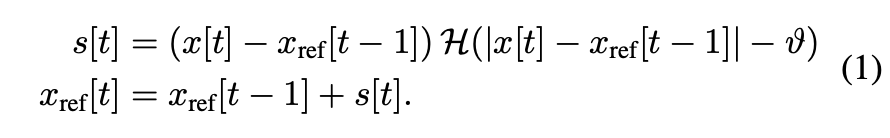 s[t] = (x[t] − x_ref[t − 1]) ℋ(|x[t] − x_ref[t − 1]| − ϑ)
x_ref[t] = x_ref[t − 1] + s[t].
(1)